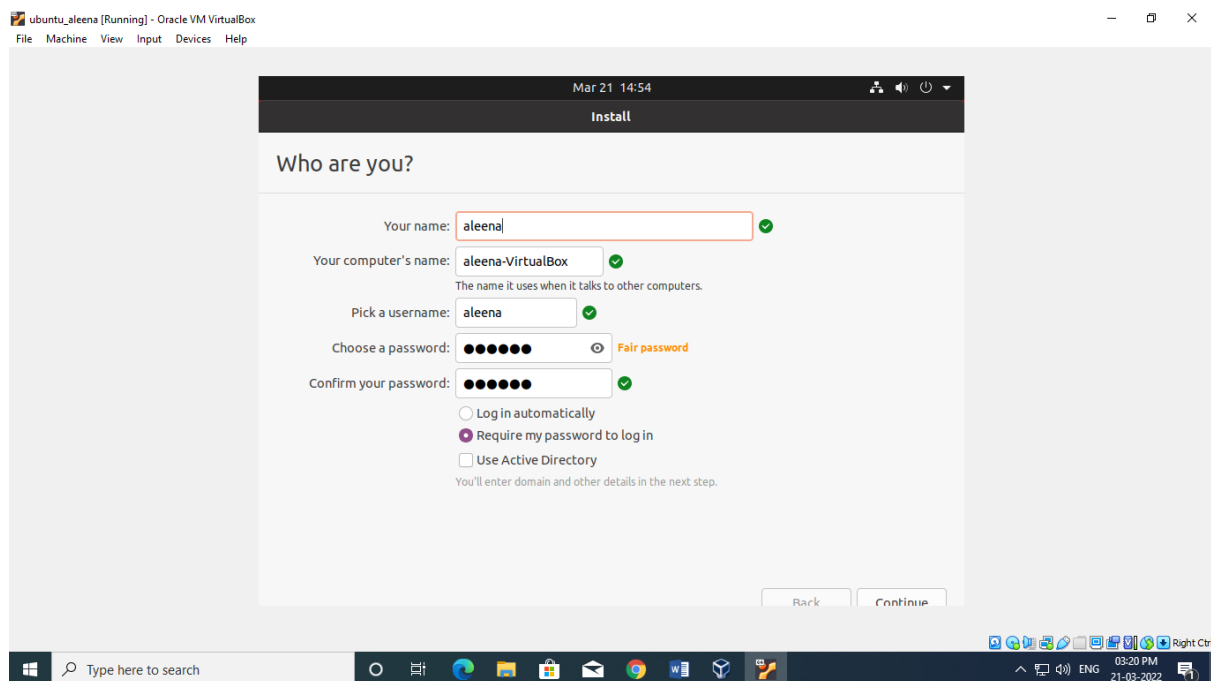 ubuntu_aleena [Running] - Oracle VM VirtualBox
File Machine View Input Devices Help
Mar 21 14:54
Install
Who are you?
Your name: aleena
Your computer's name: aleena-VirtualBox
The name it uses when it talks to other computers.
Pick a username: aleena
Choose a password: ●●●●●● Fair password
Confirm your password: ●●●●●●
Log in automatically
Require my password to log in
Use Active Directory
You'll enter domain and other details in the next step.
Back Continue
Right Ctr
Type here to search
ENG
03:20 PM
21-03-2022
1